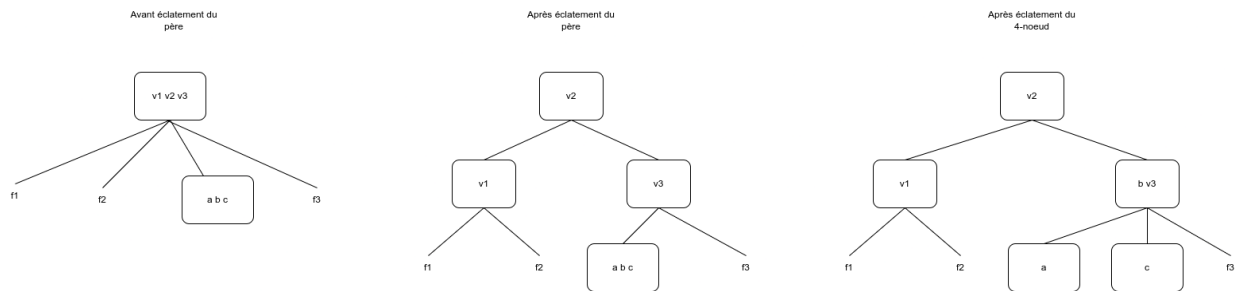 Avant éclatement du
père
v1 v2 v3
f1
f2
a b c
f3
Après éclatement du
père
v2
v1
v3
f1
f2
a b c
f3
Après éclatement du
4-noeud
v2
v1
b v3
f1
f2
a
c
f3